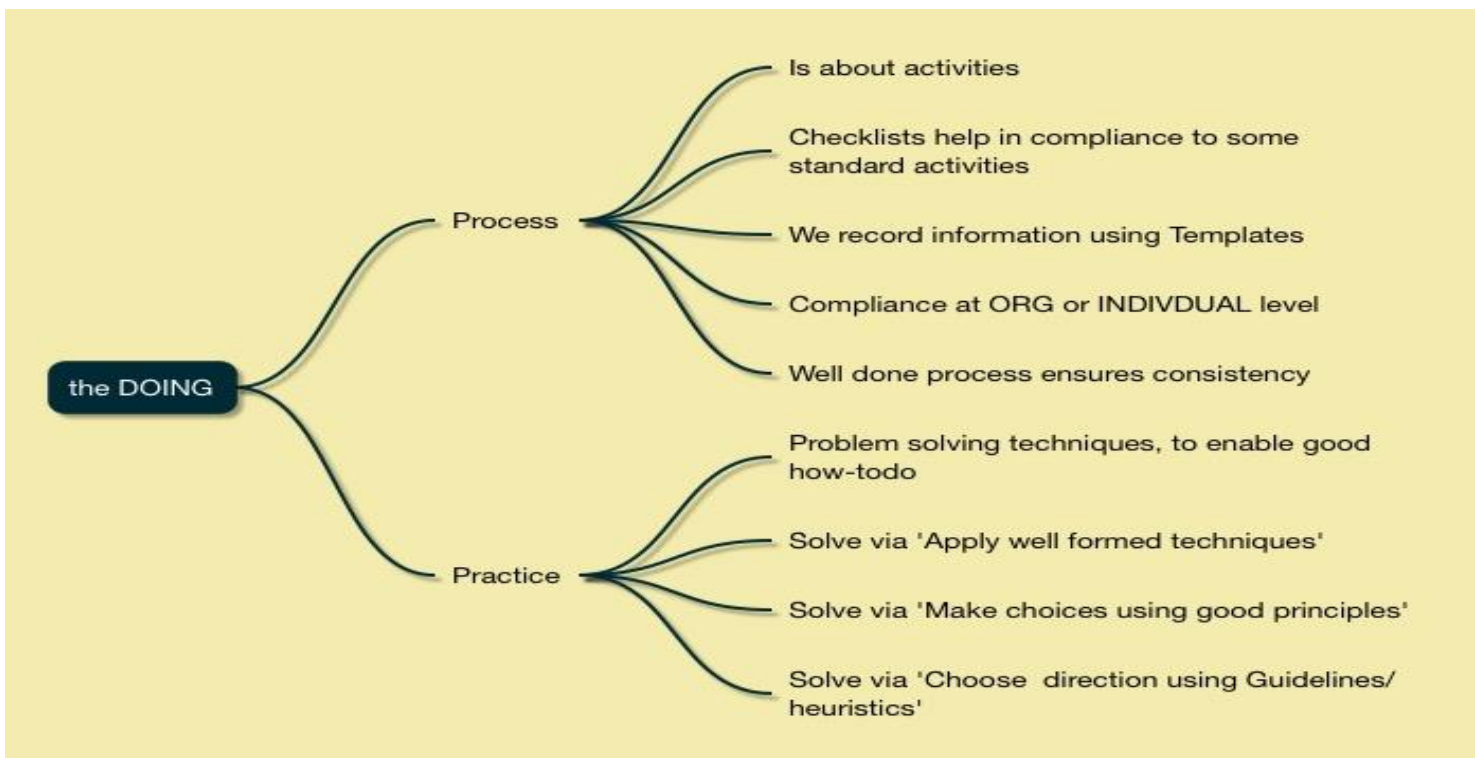 the DOING
Process
Is about activities
Checklists help in compliance to some
standard activities
We record information using Templates
Compliance at ORG or INDIVDUAL level
Well done process ensures consistency
Practice
Problem solving techniques, to enable good
how-todo
Solve via 'Apply well formed techniques'
Solve via 'Make choices using good principles'
Solve via 'Choose  direction using Guidelines/
heuristics'